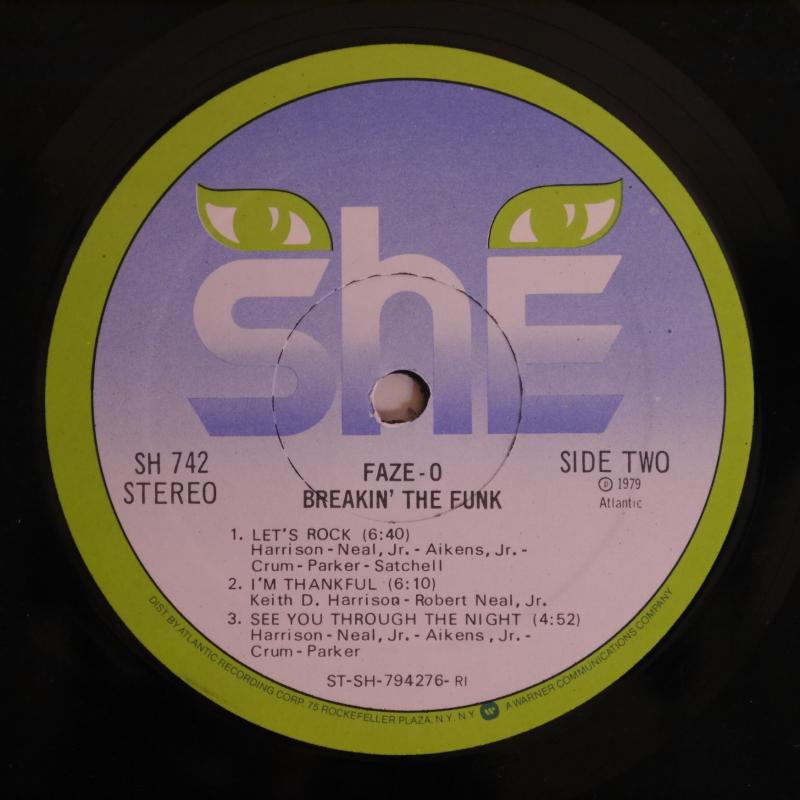 shE
SH 742
STEREO
SIDE TWO
℗ 1979
Atlantic
FAZE-O
BREAKIN' THE FUNK
1. LET'S ROCK (6:40)
Harrison-Neal, Jr.-Aikens, Jr.-
Crum-Parker-Satchell
2. I'M THANKFUL (6:10)
Keith D. Harrison-Robert Neal, Jr.
3. SEE YOU THROUGH THE NIGHT (4:52)
Harrison-Neal, Jr.-Aikens, Jr.-
Crum-Parker
ST-SH-794276-RI
DIST BY ATLANTIC RECORDING CORP. 75 ROCKEFELLER PLAZA, N.Y. N.Y. A WARNER COMMUNICATIONS COMPANY